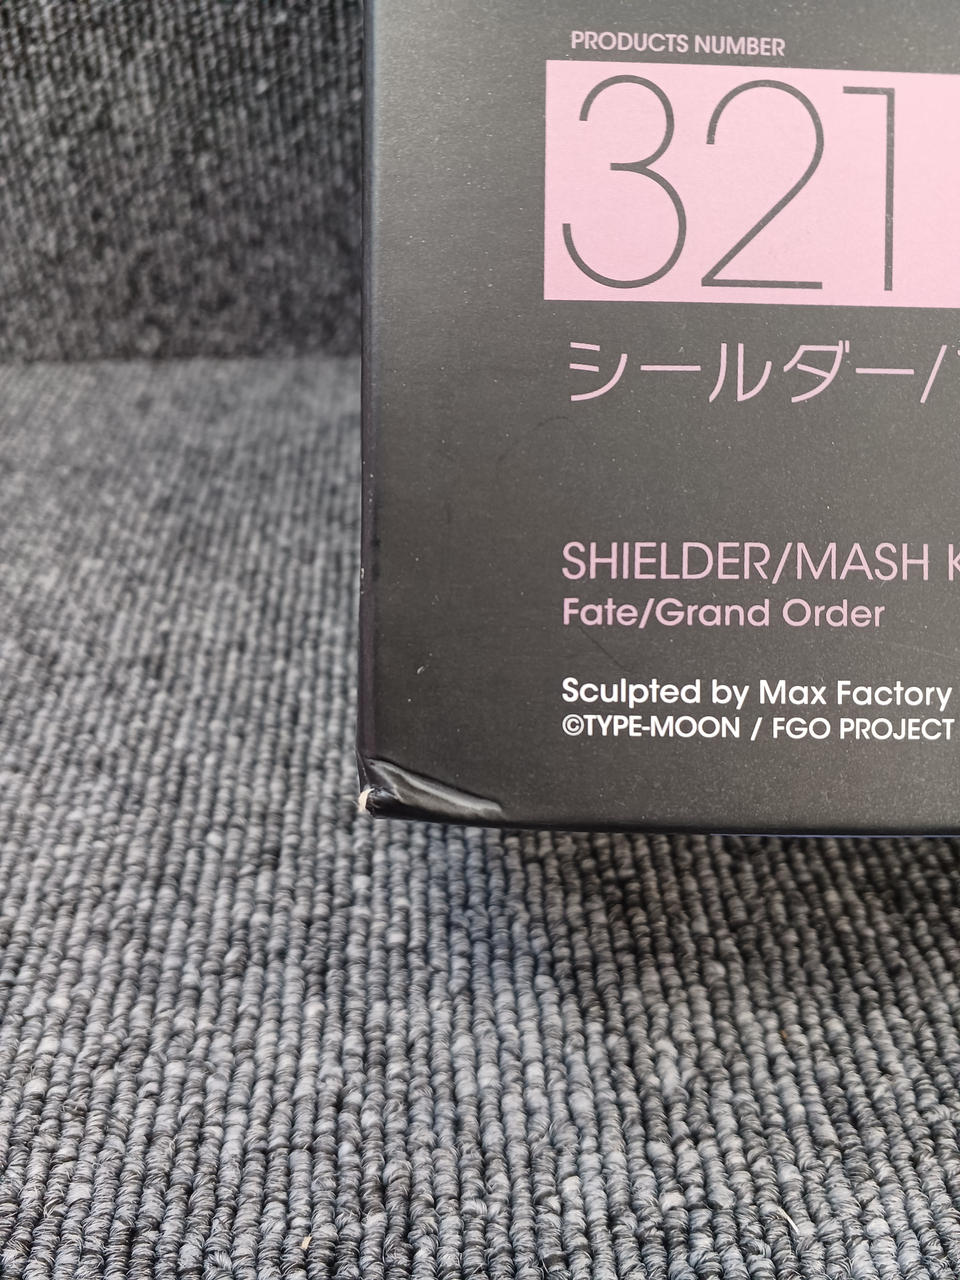 PRODUCTS NUMBER
321
シールダー/
SHIELDER/MASH K
Fate/Grand Order
Sculpted by Max Factory
©TYPE-MOON / FGO PROJECT